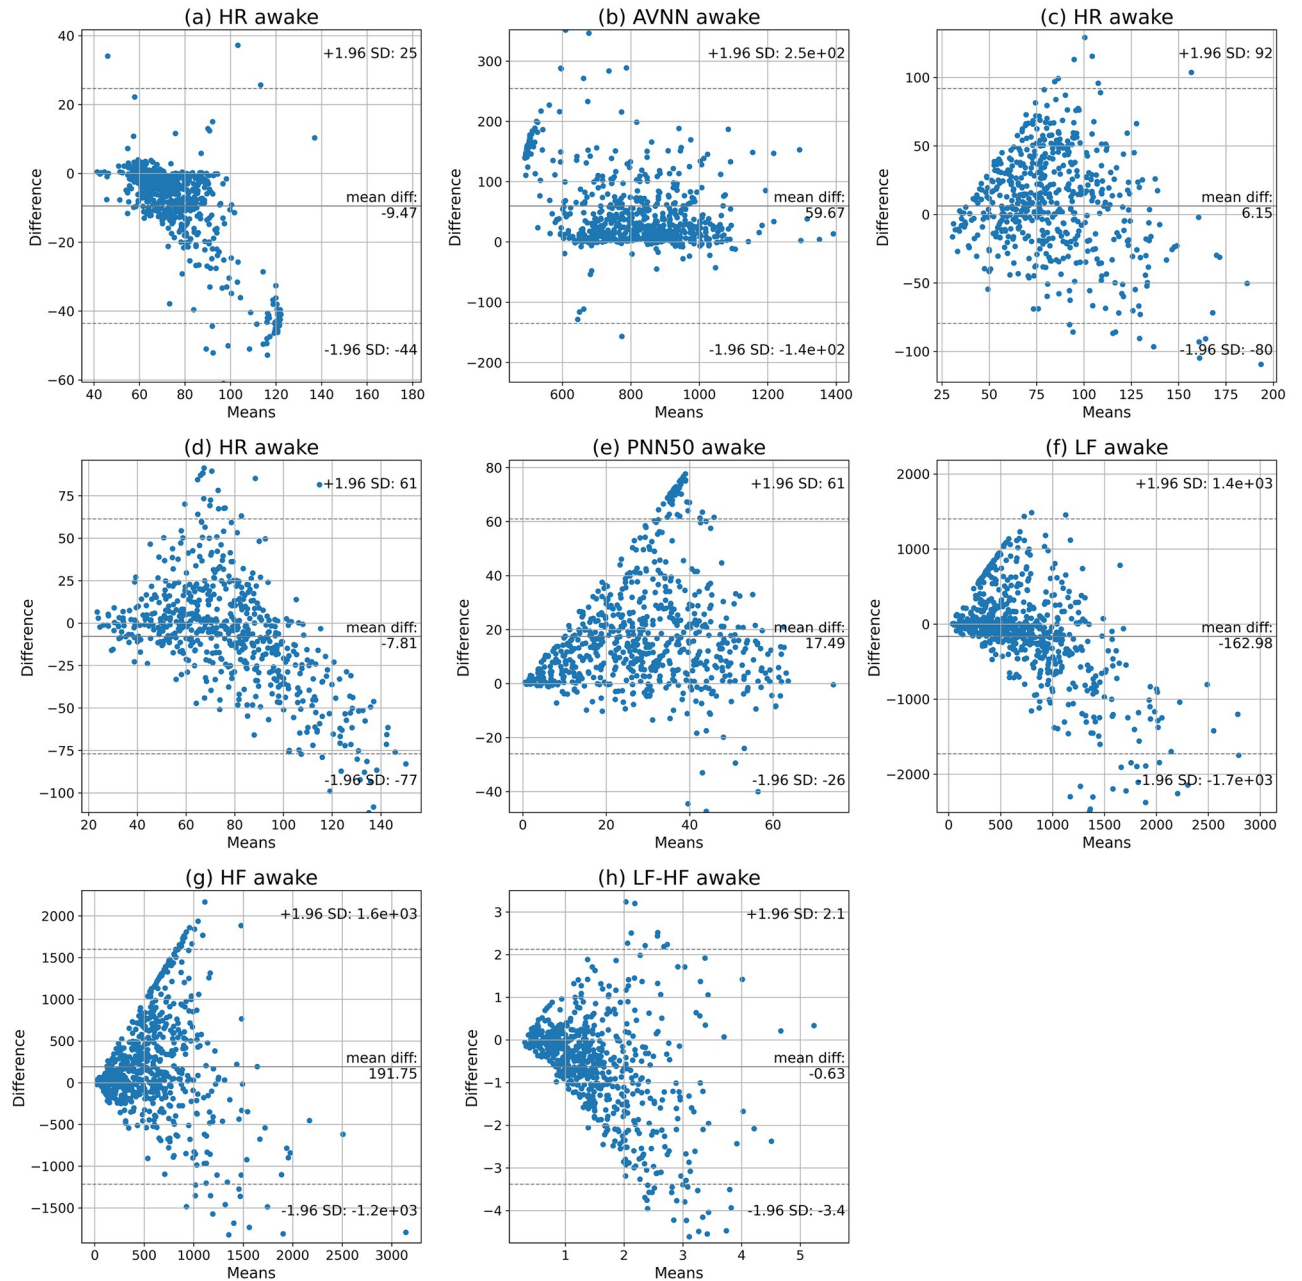 (a) HR awake
40
20
0
−20
−40
−60
40 60 80 100 120 140 160 180
Difference
Means
+1.96 SD: 25
mean diff:
-9.47
-1.96 SD: -44
(b) AVNN awake
300
200
100
0
−100
−200
600 800 1000 1200 1400
Difference
Means
+1.96 SD: 2.5e+02
mean diff:
59.67
-1.96 SD: -1.4e+02
(c) HR awake
100
50
0
−50
−100
25 50 75 100 125 150 175 200
Difference
Means
+1.96 SD: 92
mean diff:
6.15
-1.96 SD: -80
(d) HR awake
75
50
25
0
−25
−50
−75
−100
20 40 60 80 100 120 140
Difference
Means
+1.96 SD: 61
mean diff:
-7.81
-1.96 SD: -77
(e) PNN50 awake
80
60
40
20
0
−20
−40
0 20 40 60
Difference
Means
+1.96 SD: 61
mean diff:
17.49
-1.96 SD: -26
(f) LF awake
2000
1000
0
−1000
−2000
0 500 1000 1500 2000 2500 3000
Difference
Means
+1.96 SD: 1.4e+03
mean diff:
-162.98
-1.96 SD: -1.7e+03
(g) HF awake
2000
1500
1000
500
0
−500
−1000
−1500
0 500 1000 1500 2000 2500 3000
Difference
Means
+1.96 SD: 1.6e+03
mean diff:
191.75
-1.96 SD: -1.2e+03
(h) LF-HF awake
3
2
1
0
−1
−2
−3
−4
1 2 3 4 5
Difference
Means
+1.96 SD: 2.1
mean diff:
-0.63
-1.96 SD: -3.4